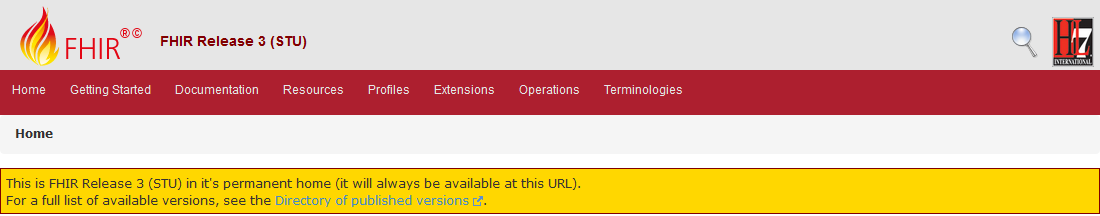 FHIR®© FHIR Release 3 (STU)
HL7 INTERNATIONAL
Home Getting Started Documentation Resources Profiles Extensions Operations Terminologies
Home
This is FHIR Release 3 (STU) in it's permanent home (it will always be available at this URL).
For a full list of available versions, see the Directory of published versions.